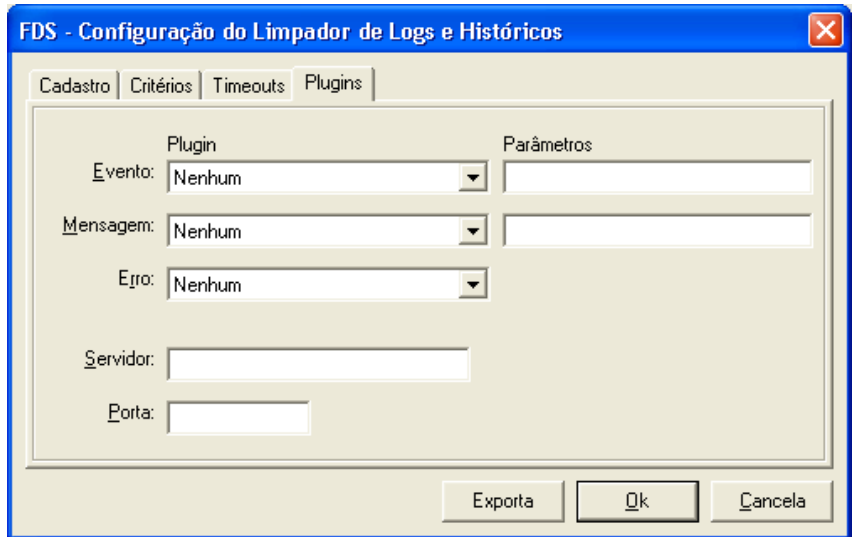 FDS - Configuração do Limpador de Logs e Históricos
Cadastro Critérios Timeouts Plugins
Plugin Parâmetros
Evento: Nenhum
Mensagem: Nenhum
Erro: Nenhum
Servidor:
Porta:
Exporta Ok Cancela